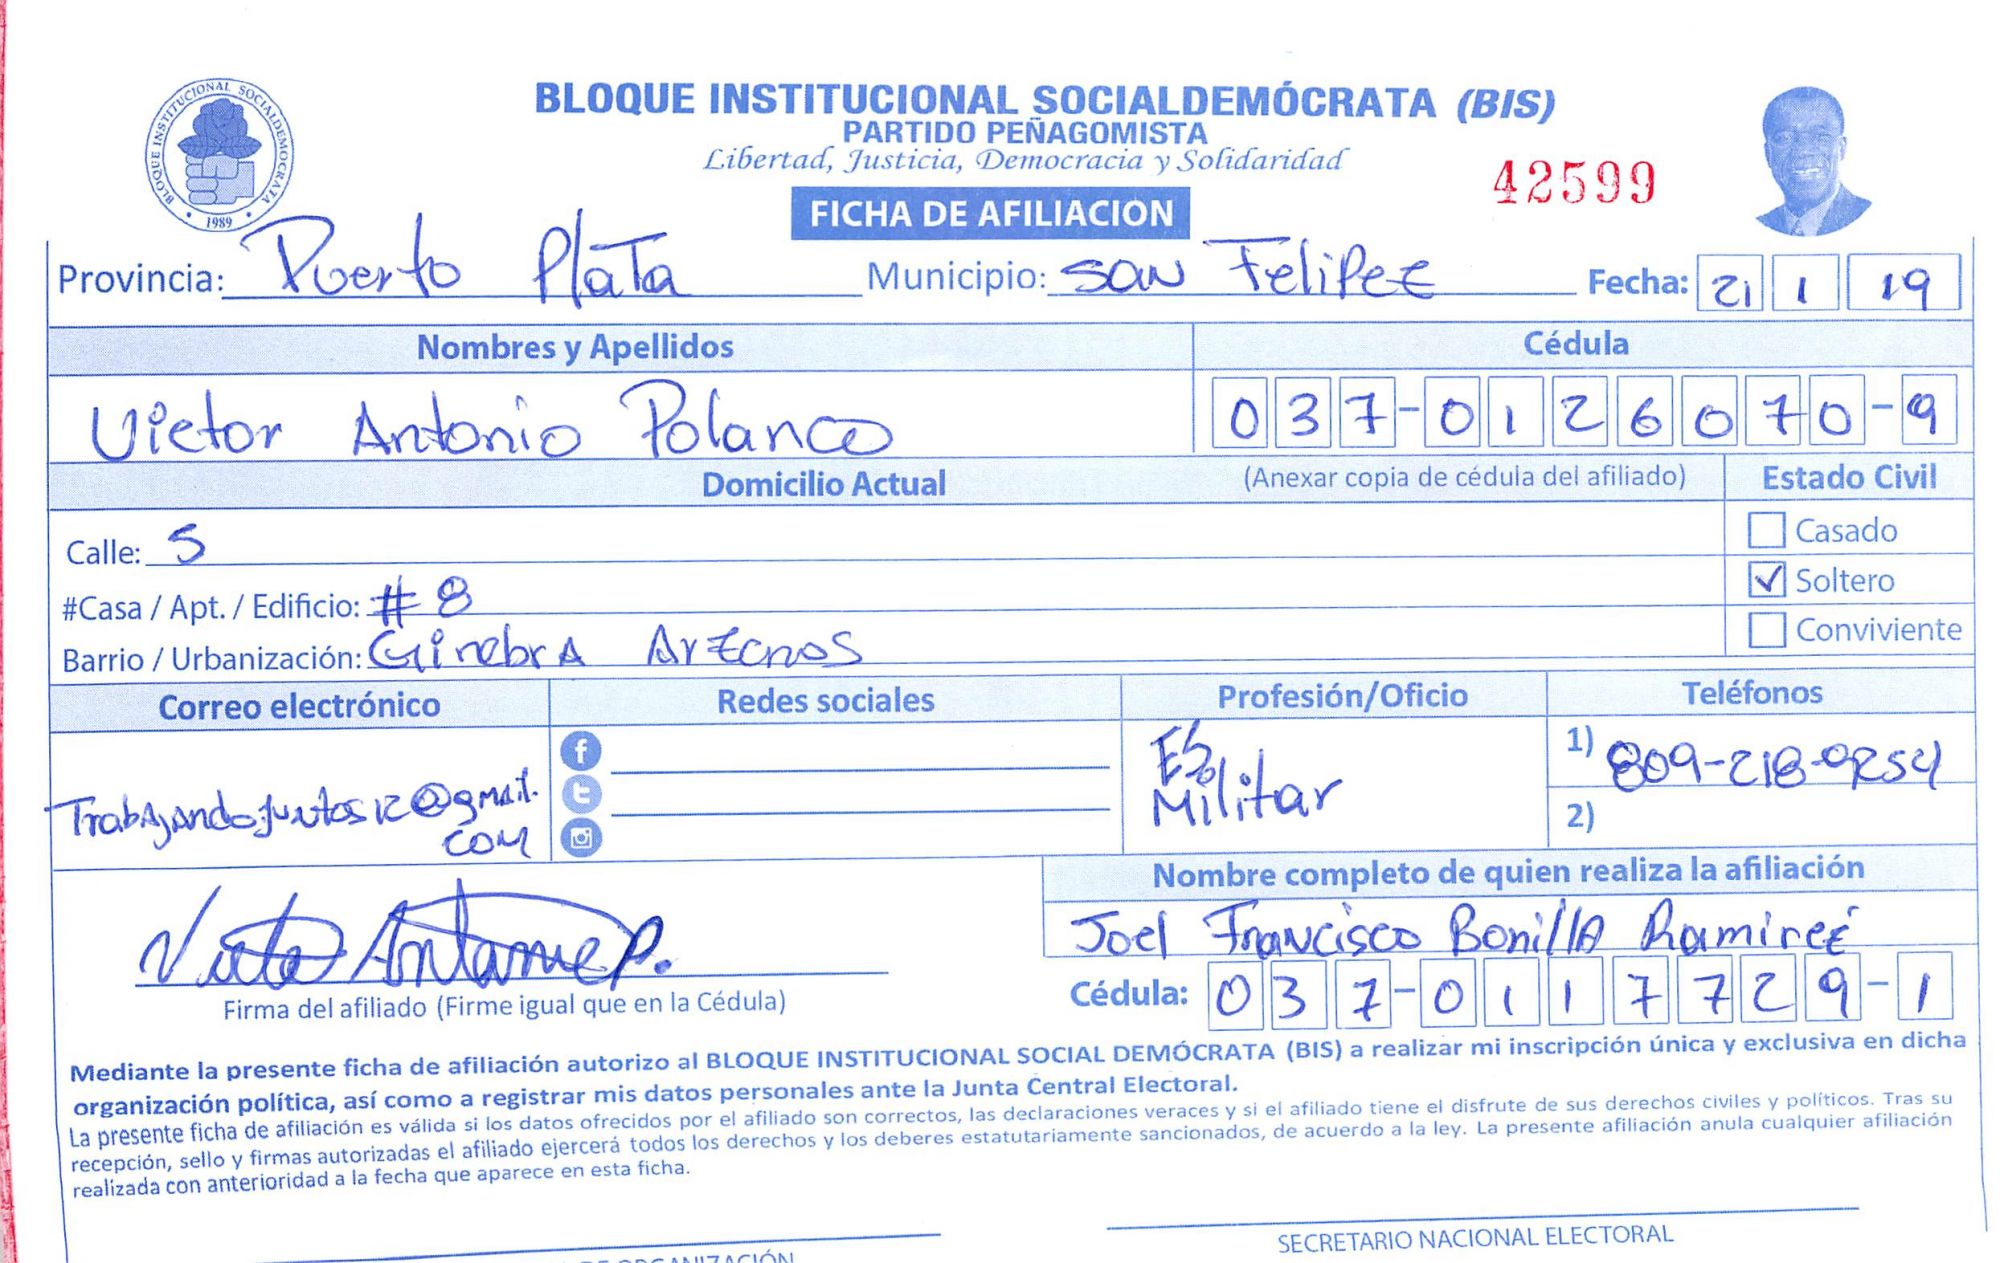 BLOQUE INSTITUCIONAL SOCIALDEMOCRATA
1989
BLOQUE INSTITUCIONAL SOCIALDEMÓCRATA (BIS)
PARTIDO PEÑAGOMISTA
Libertad, Justicia, Democracia y Solidaridad
42599
FICHA DE AFILIACION
Provincia: Puerto Plata Municipio: San Felipee Fecha: 21 1 19
Nombres y Apellidos Cédula
Victor Antonio Polanco 037-0126070-9
Domicilio Actual (Anexar copia de cédula del afiliado) Estado Civil
Calle: 5 Casado
#Casa / Apt. / Edificio: #8 ✓ Soltero
Barrio / Urbanización: Ginebra Arzenos Conviviente
Correo electrónico Redes sociales Profesión/Oficio Teléfonos
Trabajandojuntos12@gmail.com Es Militar 1) 809-218-9254
2)
Nombre completo de quien realiza la afiliación
Joel Francisco Bonilla Ramireé
Firma del afiliado (Firme igual que en la Cédula) Cédula: 037-0117729-1
Mediante la presente ficha de afiliación autorizo al BLOQUE INSTITUCIONAL SOCIAL DEMÓCRATA (BIS) a realizar mi inscripción única y exclusiva en dicha
organización política, así como a registrar mis datos personales ante la Junta Central Electoral.
La presente ficha de afiliación es válida si los datos ofrecidos por el afiliado son correctos, las declaraciones veraces y si el afiliado tiene el disfrute de sus derechos civiles y políticos. Tras su
recepción, sello y firmas autorizadas el afiliado ejercerá todos los derechos y los deberes estatutariamente sancionados, de acuerdo a la ley. La presente afiliación anula cualquier afiliación
realizada con anterioridad a la fecha que aparece en esta ficha.
DE ORGANIZACIÓN SECRETARIO NACIONAL ELECTORAL